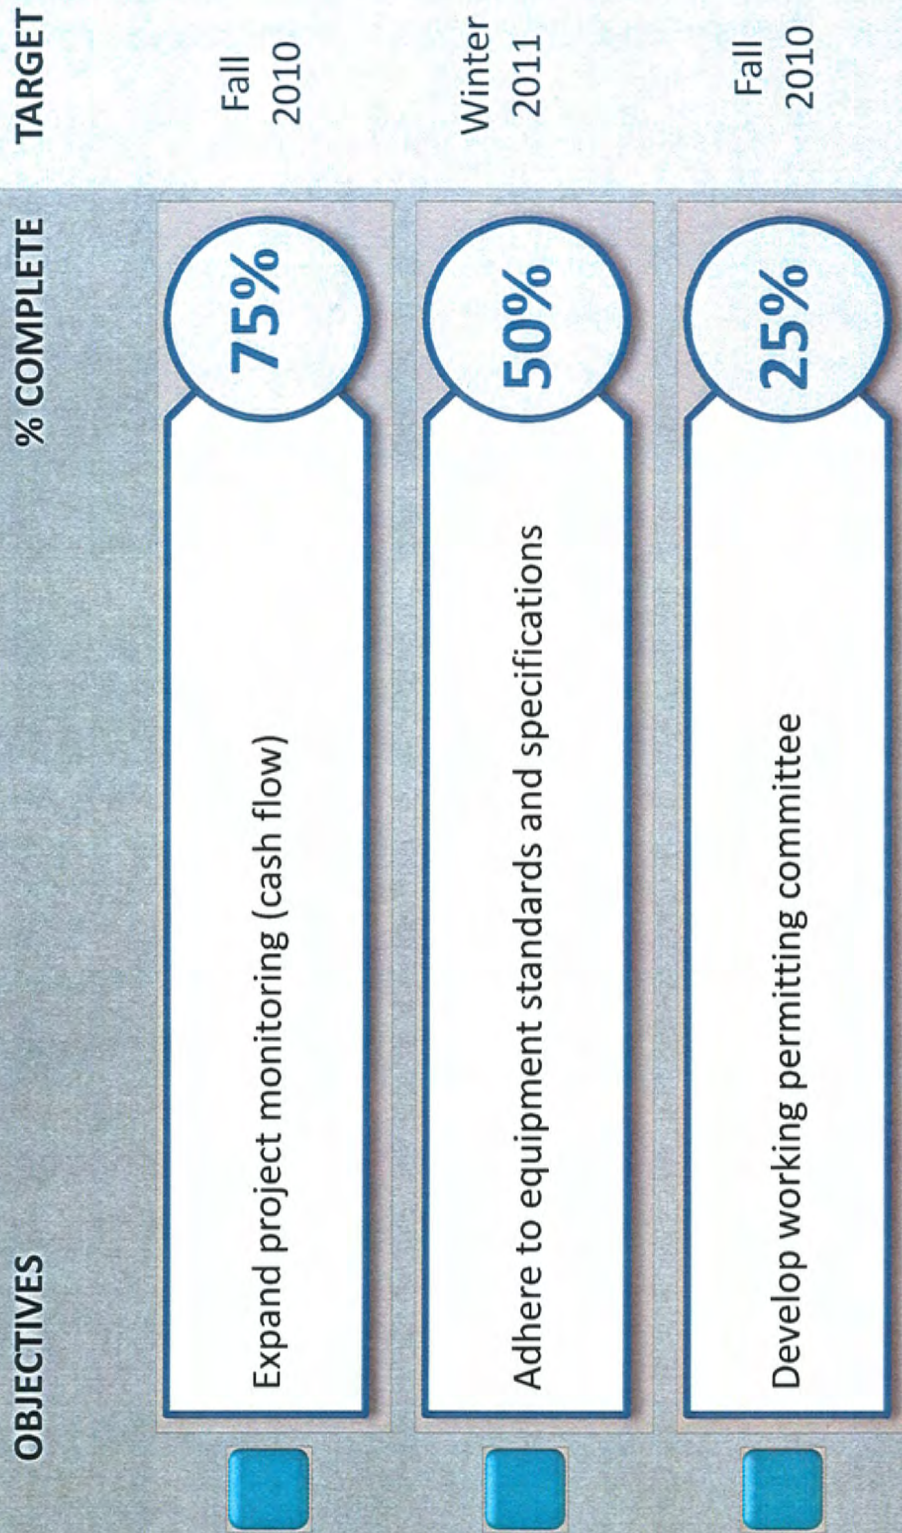 OBJECTIVES % COMPLETE TARGET
Expand project monitoring (cash flow) 75% Fall
2010
Adhere to equipment standards and specifications 50% Winter
2011
Develop working permitting committee 25% Fall
2010